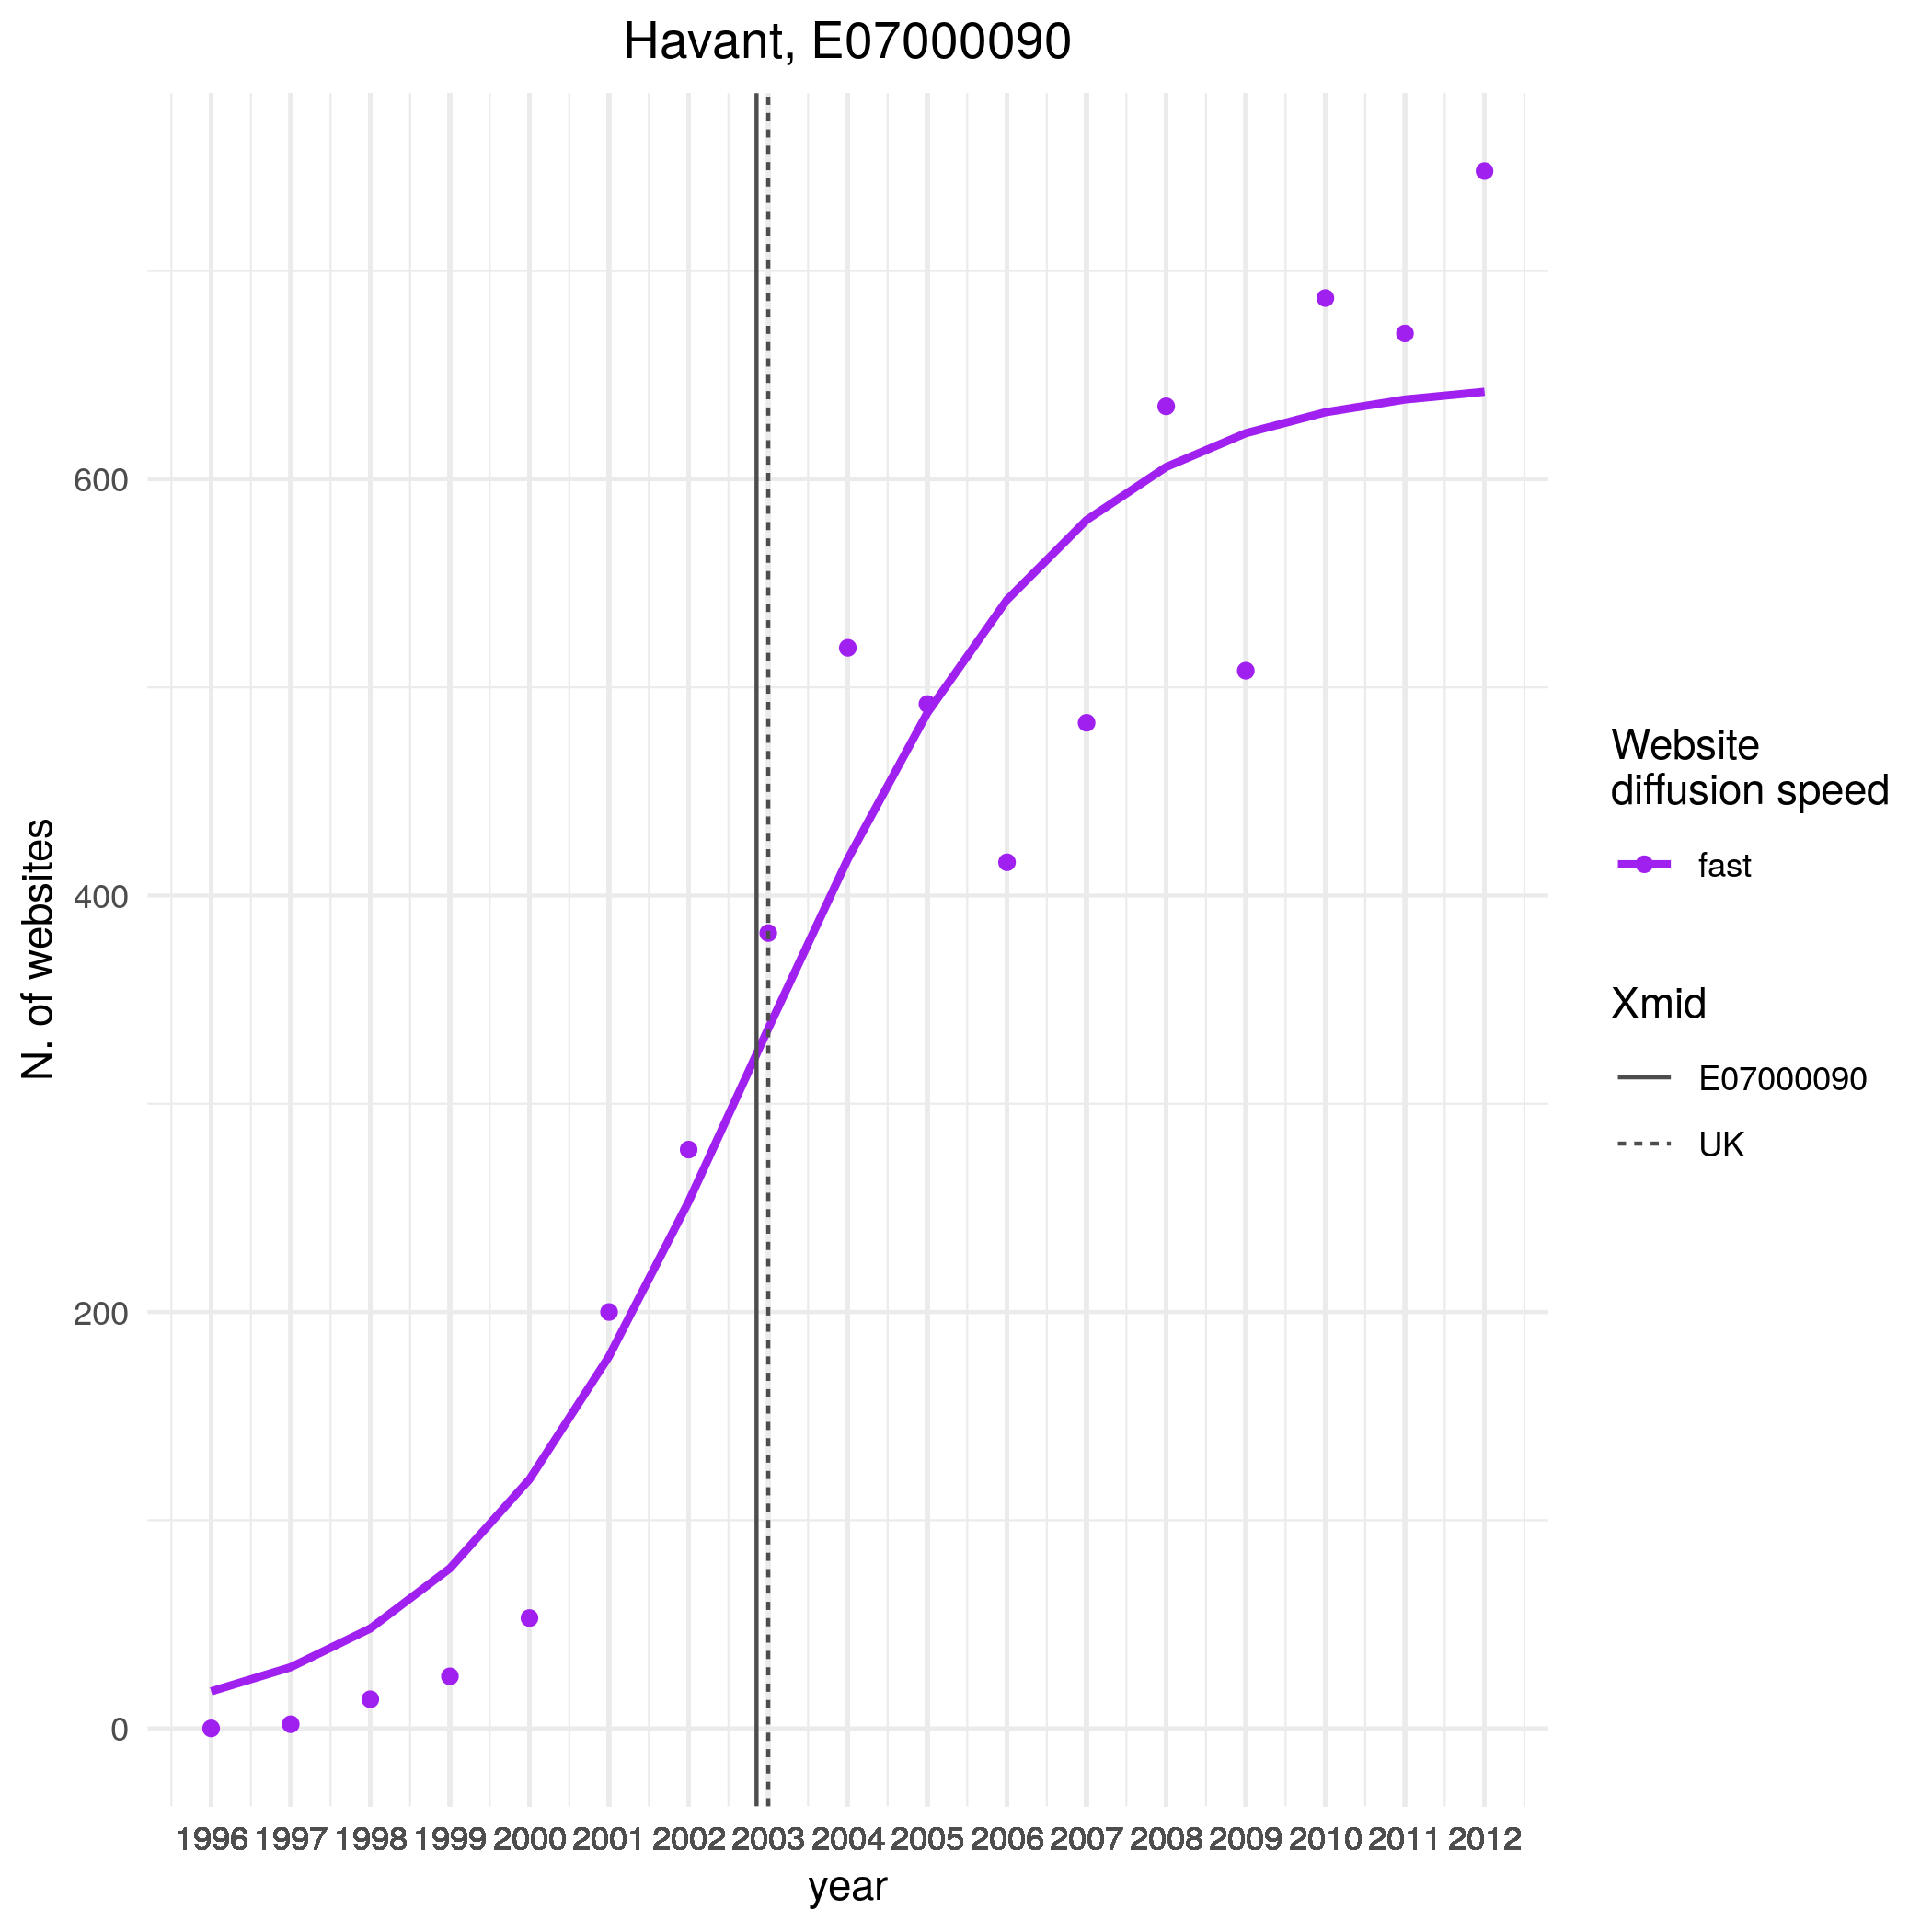 Havant, E07000090
N. of websites
600
400
200
0
1996 1997 1998 1999 2000 2001 2002 2003 2004 2005 2006 2007 2008 2009 2010 2011 2012
year
Website
diffusion speed
fast
Xmid
E07000090
UK